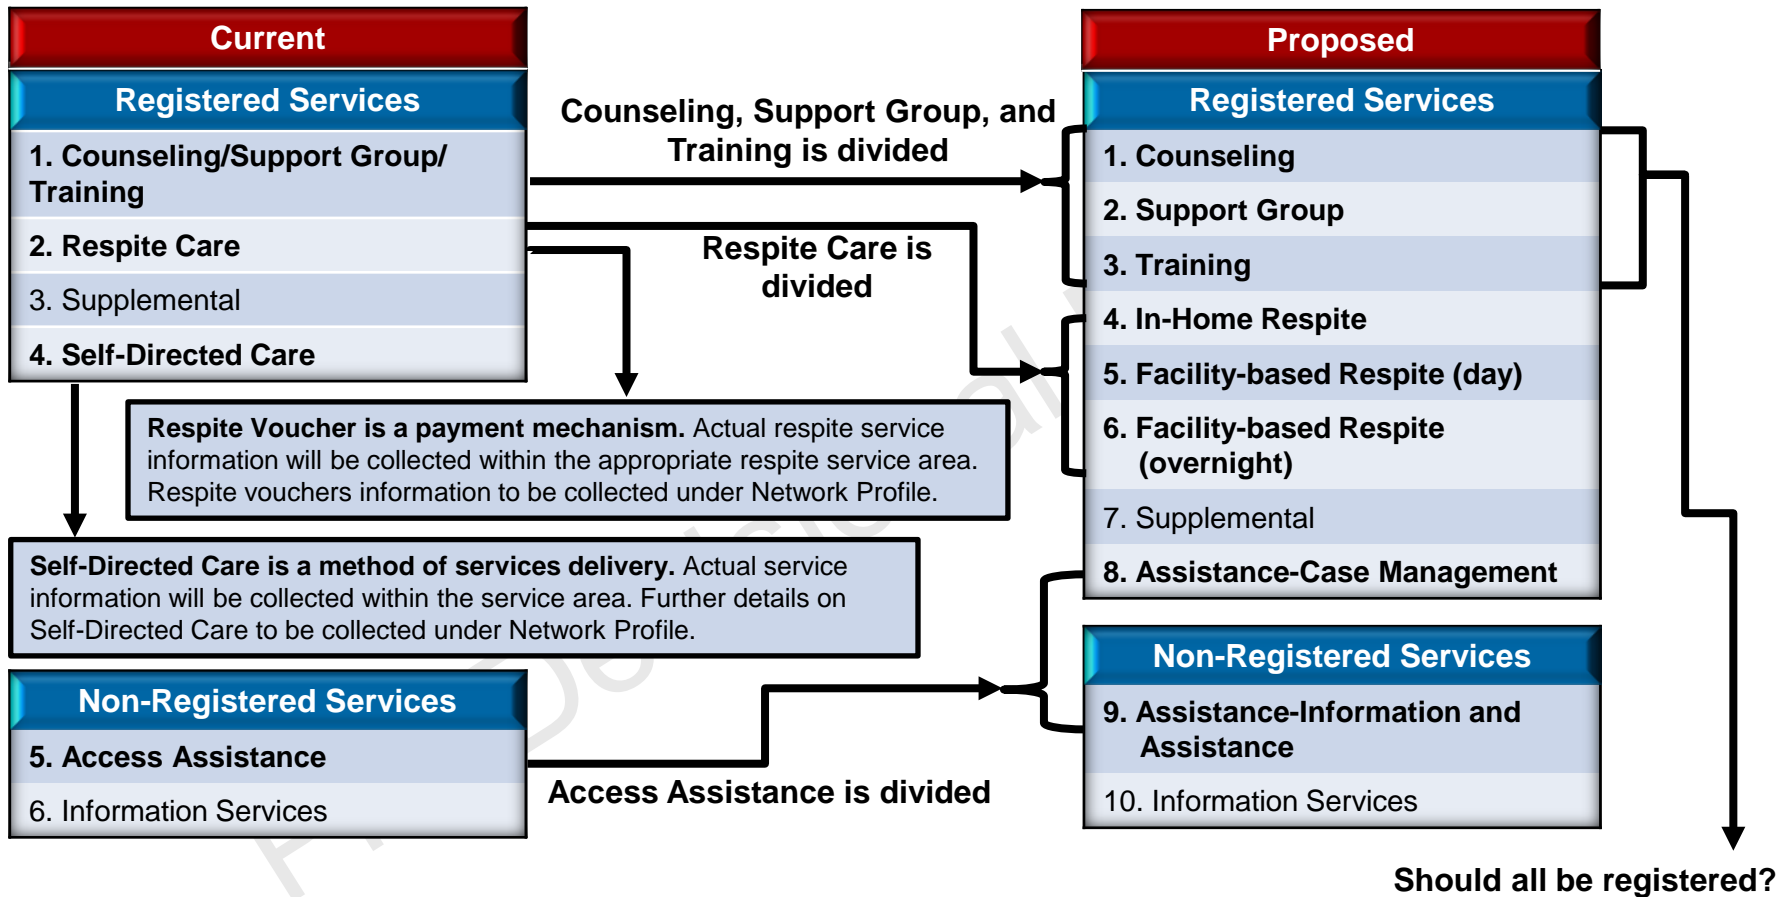 Current
Registered Services
1. Counseling/Support Group/
Training
2. Respite Care
3. Supplemental
4. Self-Directed Care
Counseling, Support Group, and
Training is divided
Respite Care is
divided
Respite Voucher is a payment mechanism. Actual respite service
information will be collected within the appropriate respite service area.
Respite vouchers information to be collected under Network Profile.
Self-Directed Care is a method of services delivery. Actual service
information will be collected within the service area. Further details on
Self-Directed Care to be collected under Network Profile.
Non-Registered Services
5. Access Assistance
6. Information Services
Access Assistance is divided
Proposed
Registered Services
1. Counseling
2. Support Group
3. Training
4. In-Home Respite
5. Facility-based Respite (day)
6. Facility-based Respite
(overnight)
7. Supplemental
8. Assistance-Case Management
Non-Registered Services
9. Assistance-Information and
Assistance
10. Information Services
Should all be registered?